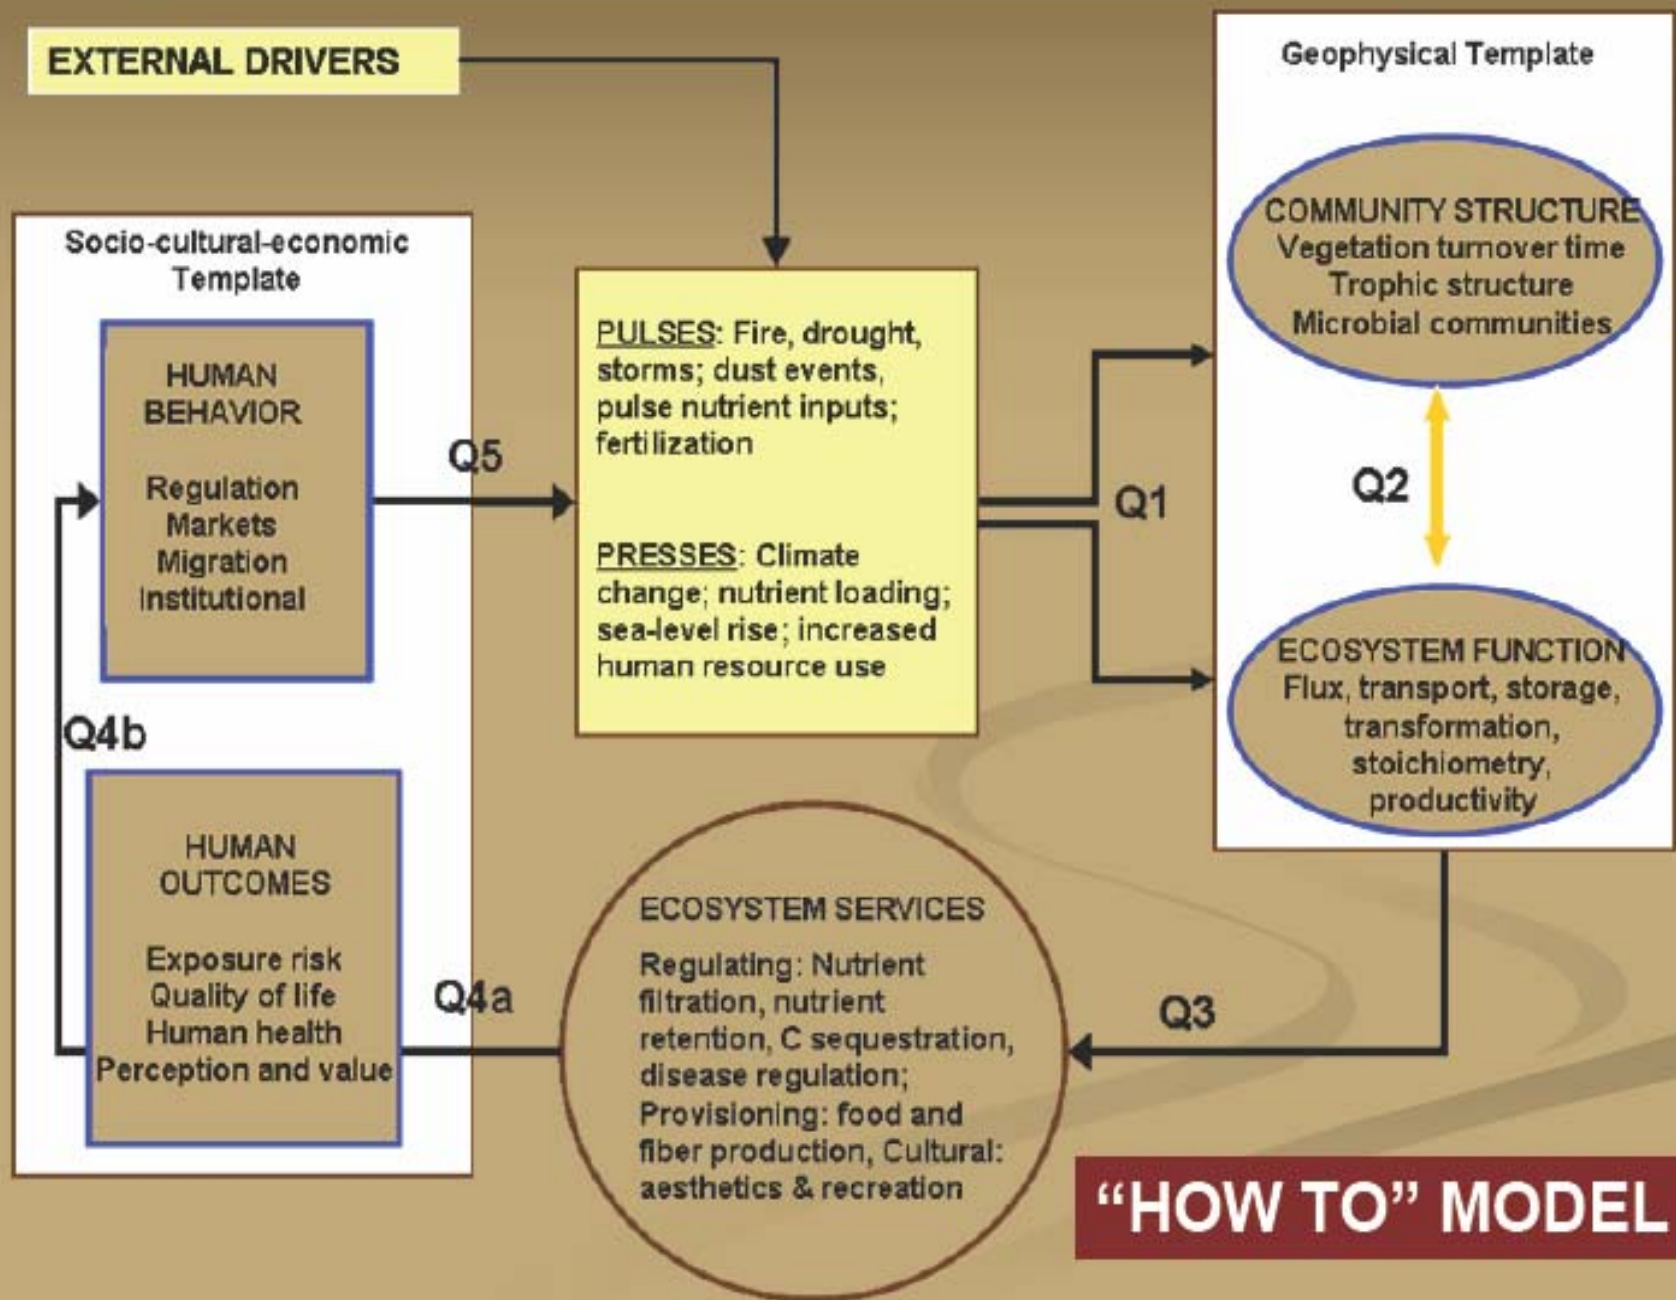 EXTERNAL DRIVERS
Geophysical Template
COMMUNITY STRUCTURE
Vegetation turnover time
Trophic structure
Microbial communities
Q2
ECOSYSTEM FUNCTION
Flux, transport, storage,
transformation,
stoichiometry,
productivity
Socio-cultural-economic
Template
HUMAN
BEHAVIOR
Regulation
Markets
Migration
Institutional
Q5
PULSES: Fire, drought,
storms; dust events,
pulse nutrient inputs;
fertilization
PRESSES: Climate
change; nutrient loading;
sea-level rise; increased
human resource use
Q1
Q4b
HUMAN
OUTCOMES
Exposure risk
Quality of life
Human health
Perception and value
Q4a
ECOSYSTEM SERVICES
Regulating: Nutrient
filtration, nutrient
retention, C sequestration,
disease regulation;
Provisioning: food and
fiber production, Cultural:
aesthetics & recreation
Q3
“HOW TO” MODEL